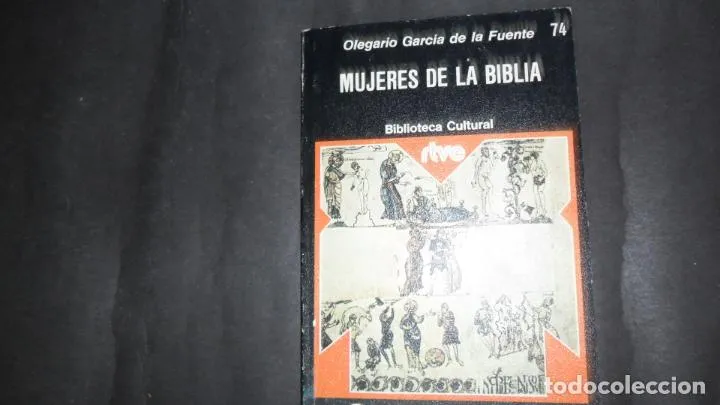 Olegario García de la Fuente 74
MUJERES DE LA BIBLIA
Biblioteca Cultural
rtve
todocoleccion